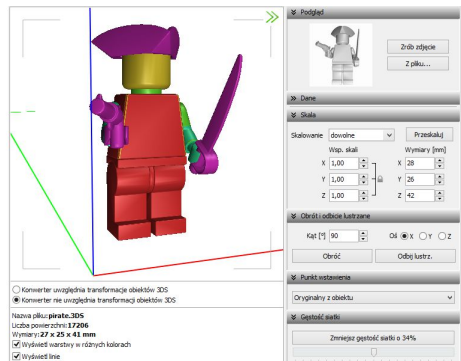 Podgląd
Zrób zdjęcie
Z pliku...
Dane
Skala
Skalowanie dowolne Przeskaluj
Wsp. skali Wymiary [mm]
X 1,00 X 28
Y 1,00 Y 26
Z 1,00 Z 42
Obrót i odbicie lustrzane
Kąt [°] 90 Oś X Y Z
Obróć Odbij lustrz.
Punkt wstawienia
Oryginalny z obiektu
Gęstość siatki
Zmniejsz gęstość siatki o 34%
Konwerter uwzględnia transformacje obiektów 3DS
Konwerter nie uwzględnia transformacji obiektów 3DS
Nazwa pliku:pirate.3DS
Liczba powierzchni:17206
Wymiary:27 x 25 x 41 mm
Wyświetl warstwy w różnych kolorach
Wyświetl linie